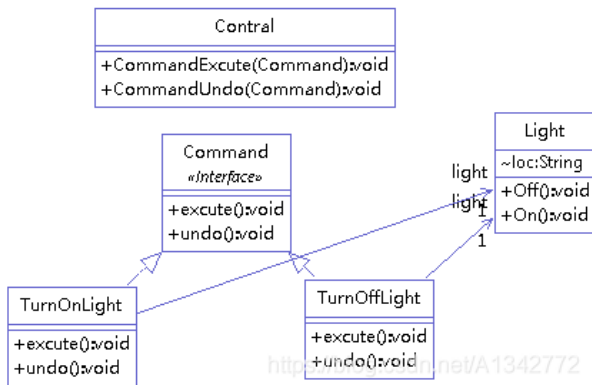 Contral
+CommandExcute(Command):void
+CommandUndo(Command):void
Command
«Interface»
+excute():void
+undo():void
Light
~loc:String
+Off():void
+On():void
light
light
1
1
TurnOnLight
+excute():void
+undo():void
TurnOffLight
+excute():void
+undo():void
https://blog.csdn.net/A1342772